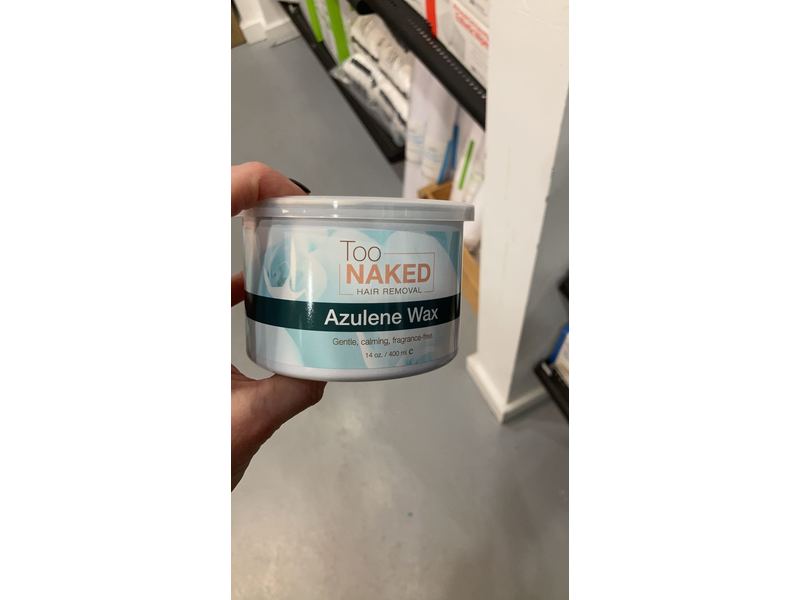 Too
NAKED
HAIR REMOVAL
Azulene Wax
Gentle, calming, fragrance-free
14 oz. / 400 ml C